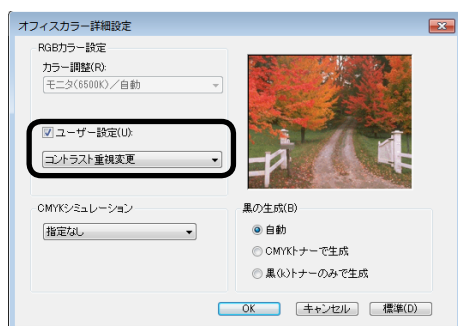 オフィスカラー詳細設定
RGBカラー設定
カラー調整(R):
モニタ(6500K)／自動
ユーザー設定(U):
コントラスト重視変更
CMYKシミュレーション
指定なし
黒の生成(B)
自動
CMYKトナーで生成
黒(k)トナーのみで生成
OK
キャンセル
標準(D)